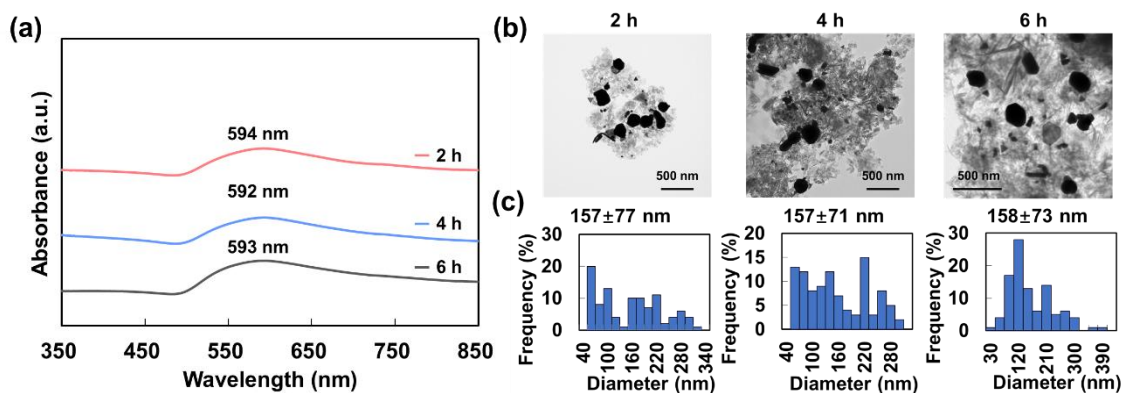 (a)
Absorbance (a.u.)
594 nm
2 h
592 nm
4 h
593 nm
6 h
350 450 550 650 750 850
Wavelength (nm)
(b)
2 h 4 h 6 h
500 nm 500 nm 500 nm
(c)
157±77 nm
Frequency (%)
30
20
10
0
40 100 160 220 280 340
Diameter (nm)
157±71 nm
Frequency (%)
20
15
10
5
0
40 100 160 220 280
Diameter (nm)
158±73 nm
Frequency (%)
30
20
10
0
30 120 210 300 390
Diameter (nm)